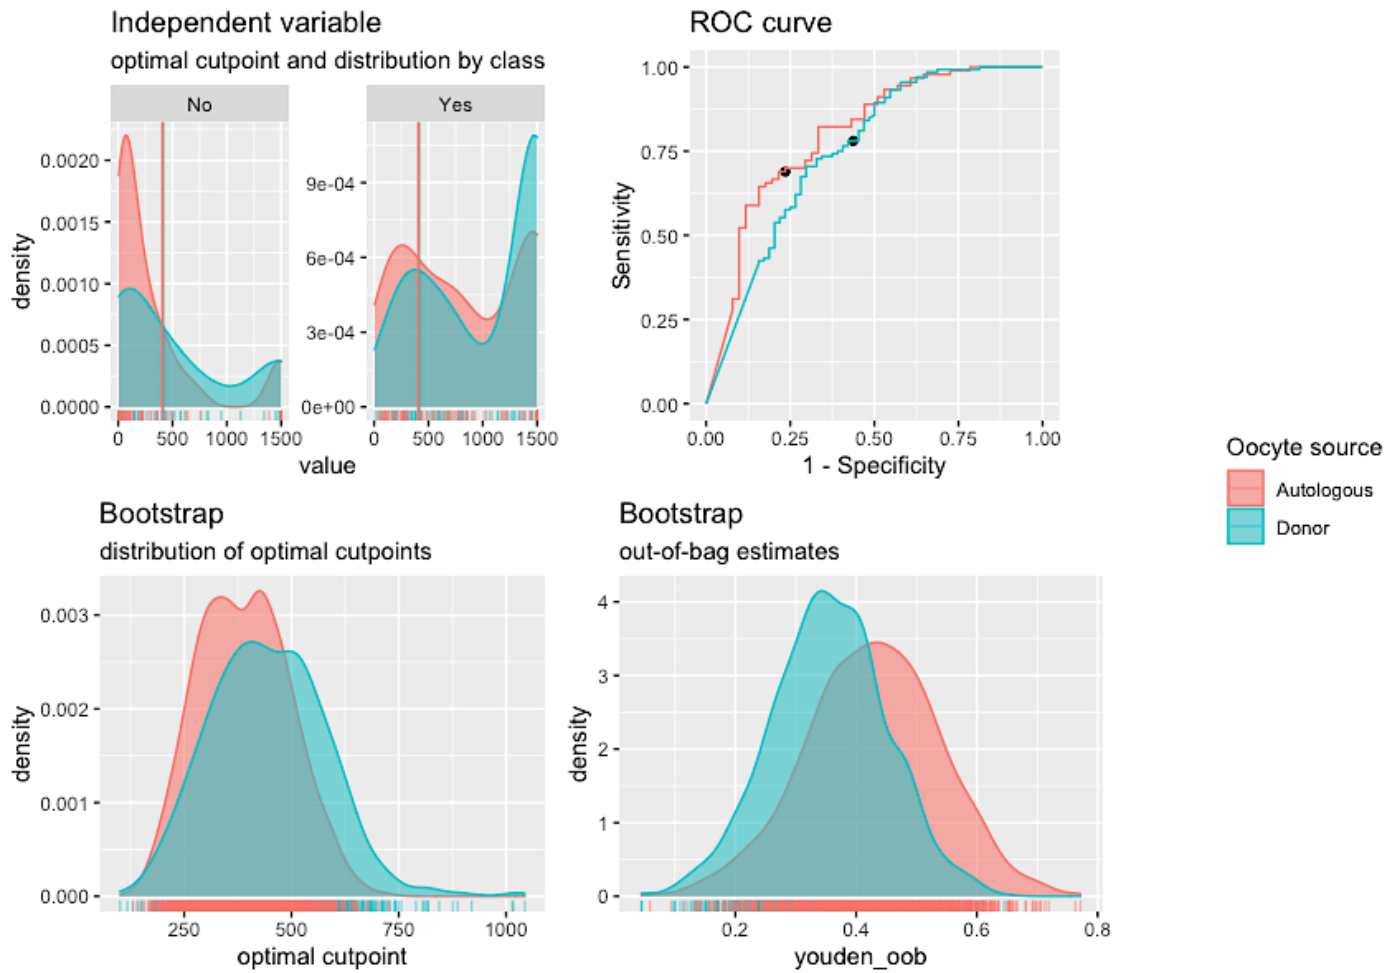 Independent variable
optimal cutpoint and distribution by class
No
Yes
density
0.0020
0.0015
0.0010
0.0005
0.0000
9e-04
6e-04
3e-04
0e+00
0 500 1000 1500
0 500 1000 1500
value
ROC curve
Sensitivity
1.00
0.75
0.50
0.25
0.00
0.00 0.25 0.50 0.75 1.00
1 - Specificity
Oocyte source
Autologous
Donor
Bootstrap
distribution of optimal cutpoints
density
0.003
0.002
0.001
0.000
250 500 750 1000
optimal cutpoint
Bootstrap
out-of-bag estimates
density
4
3
2
1
0
0.2 0.4 0.6 0.8
youden_oob